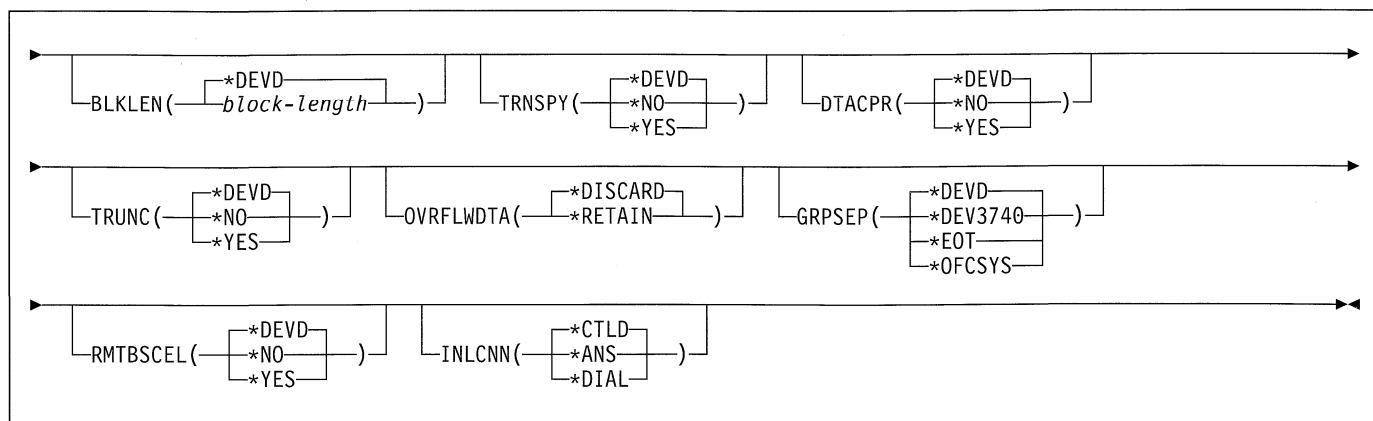 *DEVD *DEVD *DEVD
BLKLEN( block-length ) TRNSPY( *NO ) DTACPR( *NO )
*YES *YES
*DEVD *DISCARD *DEVD
TRUNC( *NO ) OVRFLWDTA( *RETAIN ) GRPSEP( *DEV3740 )
*YES *EOT
*OFCSYS
*DEVD *CTLD
RMTBSCEL( *NO ) INLCNN( *ANS )
*YES *DIAL